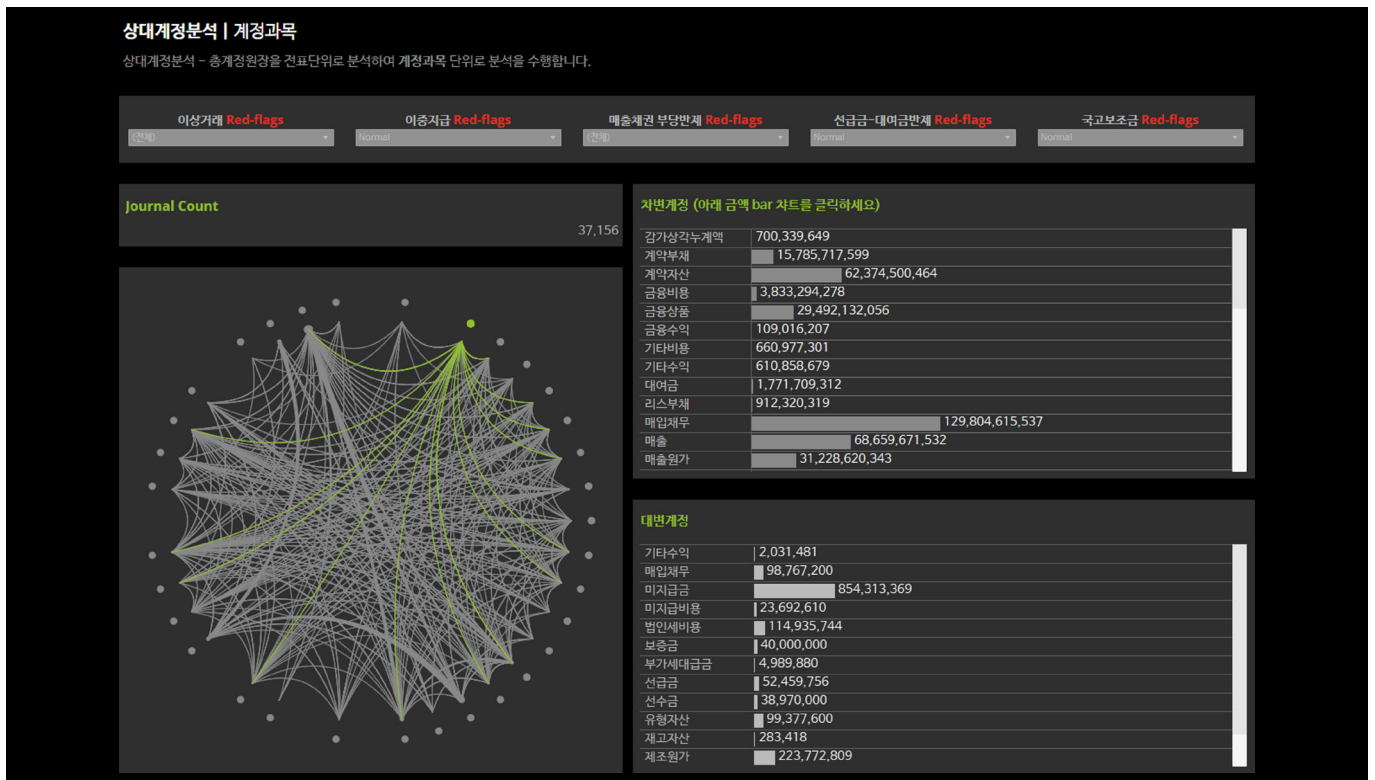 상대계정분석 | 계정과목
상대계정분석 - 총계정원장을 전표단위로 분석하여 계정과목 단위로 분석을 수행합니다.
이상거래 Red-flags
(전체)
이중지급 Red-flags
Normal
매출채권 부당반제 Red-flags
(전체)
선급금-대여금반제 Red-flags
Normal
국고보조금 Red-flags
Normal
Journal Count
37,156
차변계정 (아래 금액 bar 차트를 클릭하세요)
감가상각누계액 700,339,649
계약부채 15,785,717,599
계약자산 62,374,500,464
금융비용 3,833,294,278
금융상품 29,492,132,056
금융수익 109,016,207
기타비용 660,977,301
기타수익 610,858,679
대여금 1,771,709,312
리스부채 912,320,319
매입채무 129,804,615,537
매출 68,659,671,532
매출원가 31,228,620,343
대변계정
기타수익 2,031,481
매입채무 98,767,200
미지급금 854,313,369
미지급비용 23,692,610
법인세비용 114,935,744
보증금 40,000,000
부가세대급금 4,989,880
선급금 52,459,756
선수금 38,970,000
유형자산 99,377,600
재고자산 283,418
제조원가 223,772,809